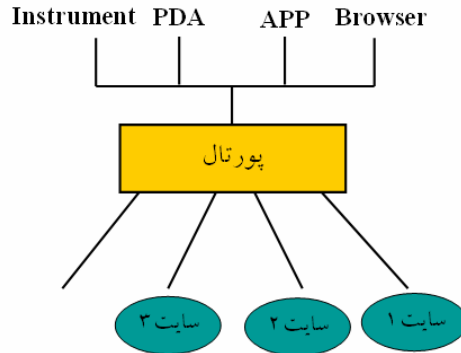 Instrument PDA APP Browser
پورتال
سایت ۱
سایت ۲
سایت ۳